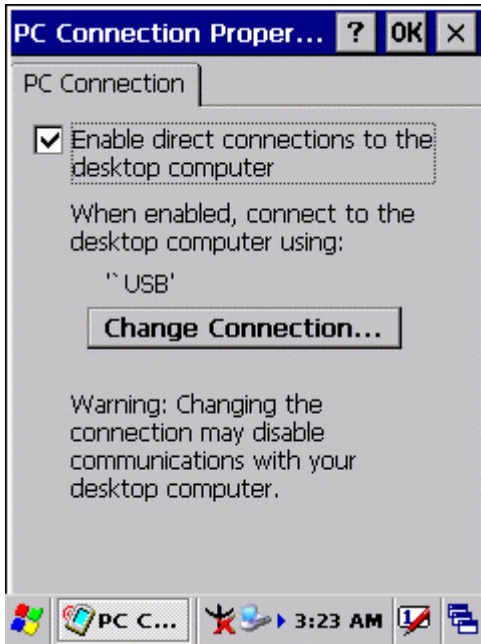 PC Connection Proper... ? OK ×
PC Connection
Enable direct connections to the
desktop computer
When enabled, connect to the
desktop computer using:
'`USB'
Change Connection...
Warning: Changing the
connection may disable
communications with your
desktop computer.
PC C... 3:23 AM